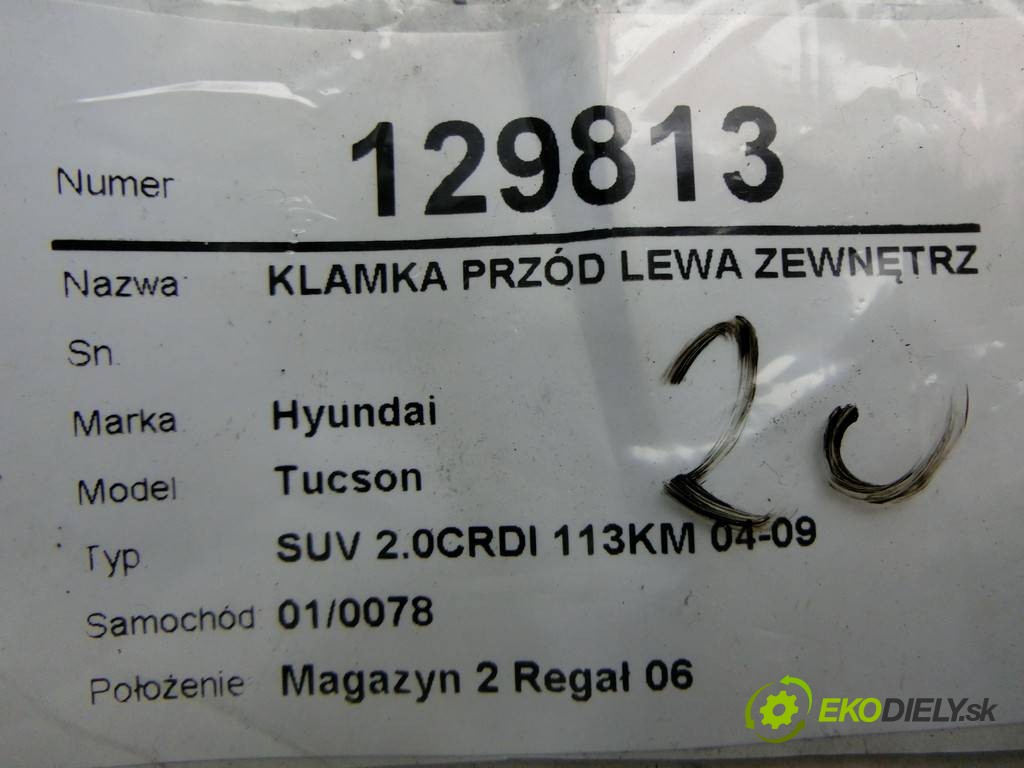 Numer 129813
Nazwa KLAMKA PRZÓD LEWA ZEWNĘTRZ
Sn
Marka Hyundai
Model Tucson
20
Typ SUV 2.0CRDI 113KM 04-09
Samochód 01/0078
Położenie Magazyn 2 Regał 06
EKODIELY.sk